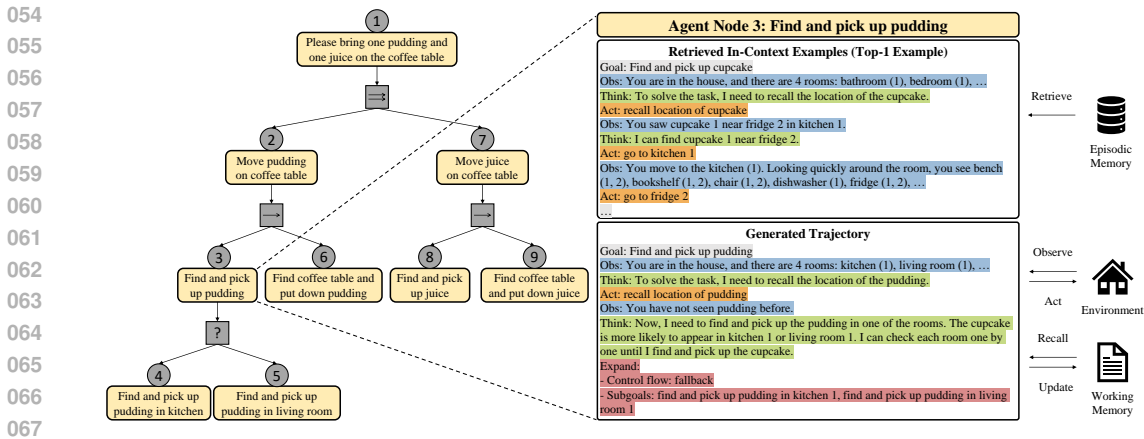 054
055
056
057
058
059
060
061
062
063
064
065
066
067
1
Please bring one pudding and
one juice on the coffee table
2
Move pudding
on coffee table
7
Move juice
on coffee table
3
Find and pick
up pudding
6
Find coffee table and
put down pudding
8
Find and pick
up juice
9
Find coffee table
and put down juice
?
4
Find and pick up
pudding in kitchen
5
Find and pick up
pudding in living room
Agent Node 3: Find and pick up pudding
Retrieved In-Context Examples (Top-1 Example)
Goal: Find and pick up cupcake
Obs: You are in the house, and there are 4 rooms: bathroom (1), bedroom (1), …
Think: To solve the task, I need to recall the location of the cupcake.
Act: recall location of cupcake
Obs: You saw cupcake 1 near fridge 2 in kitchen 1.
Think: I can find cupcake 1 near fridge 2.
Act: go to kitchen 1
Obs: You move to the kitchen (1). Looking quickly around the room, you see bench
(1, 2), bookshelf (1, 2), chair (1, 2), dishwasher (1), fridge (1, 2), …
Act: go to fridge 2
…
Generated Trajectory
Goal: Find and pick up pudding
Obs: You are in the house, and there are 4 rooms: kitchen (1), living room (1), …
Think: To solve the task, I need to recall the location of the pudding.
Act: recall location of pudding
Obs: You have not seen pudding before.
Think: Now, I need to find and pick up the pudding in one of the rooms. The cupcake
is more likely to appear in kitchen 1 or living room 1. I can check each room one by
one until I find and pick up the cupcake.
Expand:
- Control flow: fallback
- Subgoals: find and pick up pudding in kitchen 1, find and pick up pudding in living
room 1
Retrieve
Episodic
Memory
Observe
Act
Environment
Recall
Update
Working
Memory